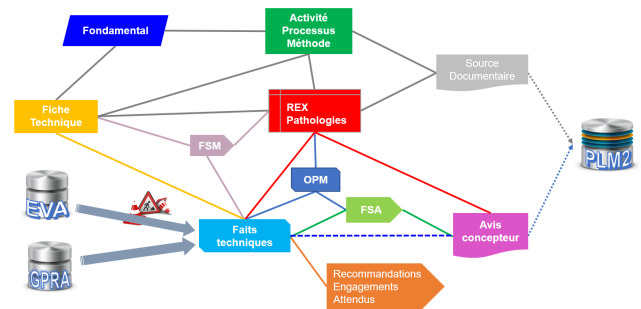 Fondamental
Activité
Processus
Méthode
Source
Documentaire
Fiche
Technique
REX
Pathologies
FSM
PLM2
OPM
EVA
FSA
Faits
techniques
Avis
concepteur
GPRA
Recommandations
Engagements
Attendus